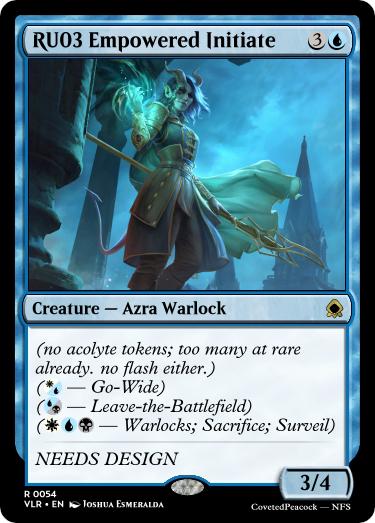 RU03 Empowered Initiate 3
Creature — Azra Warlock
(no acolyte tokens; too many at rare
already. no flash either.)
( — Go-Wide)
( — Leave-the-Battlefield)
( — Warlocks; Sacrifice; Surveil)
NEEDS DESIGN
3/4
R 0054
VLR • EN Joshua Esmeralda
CovetedPeacock — NFS